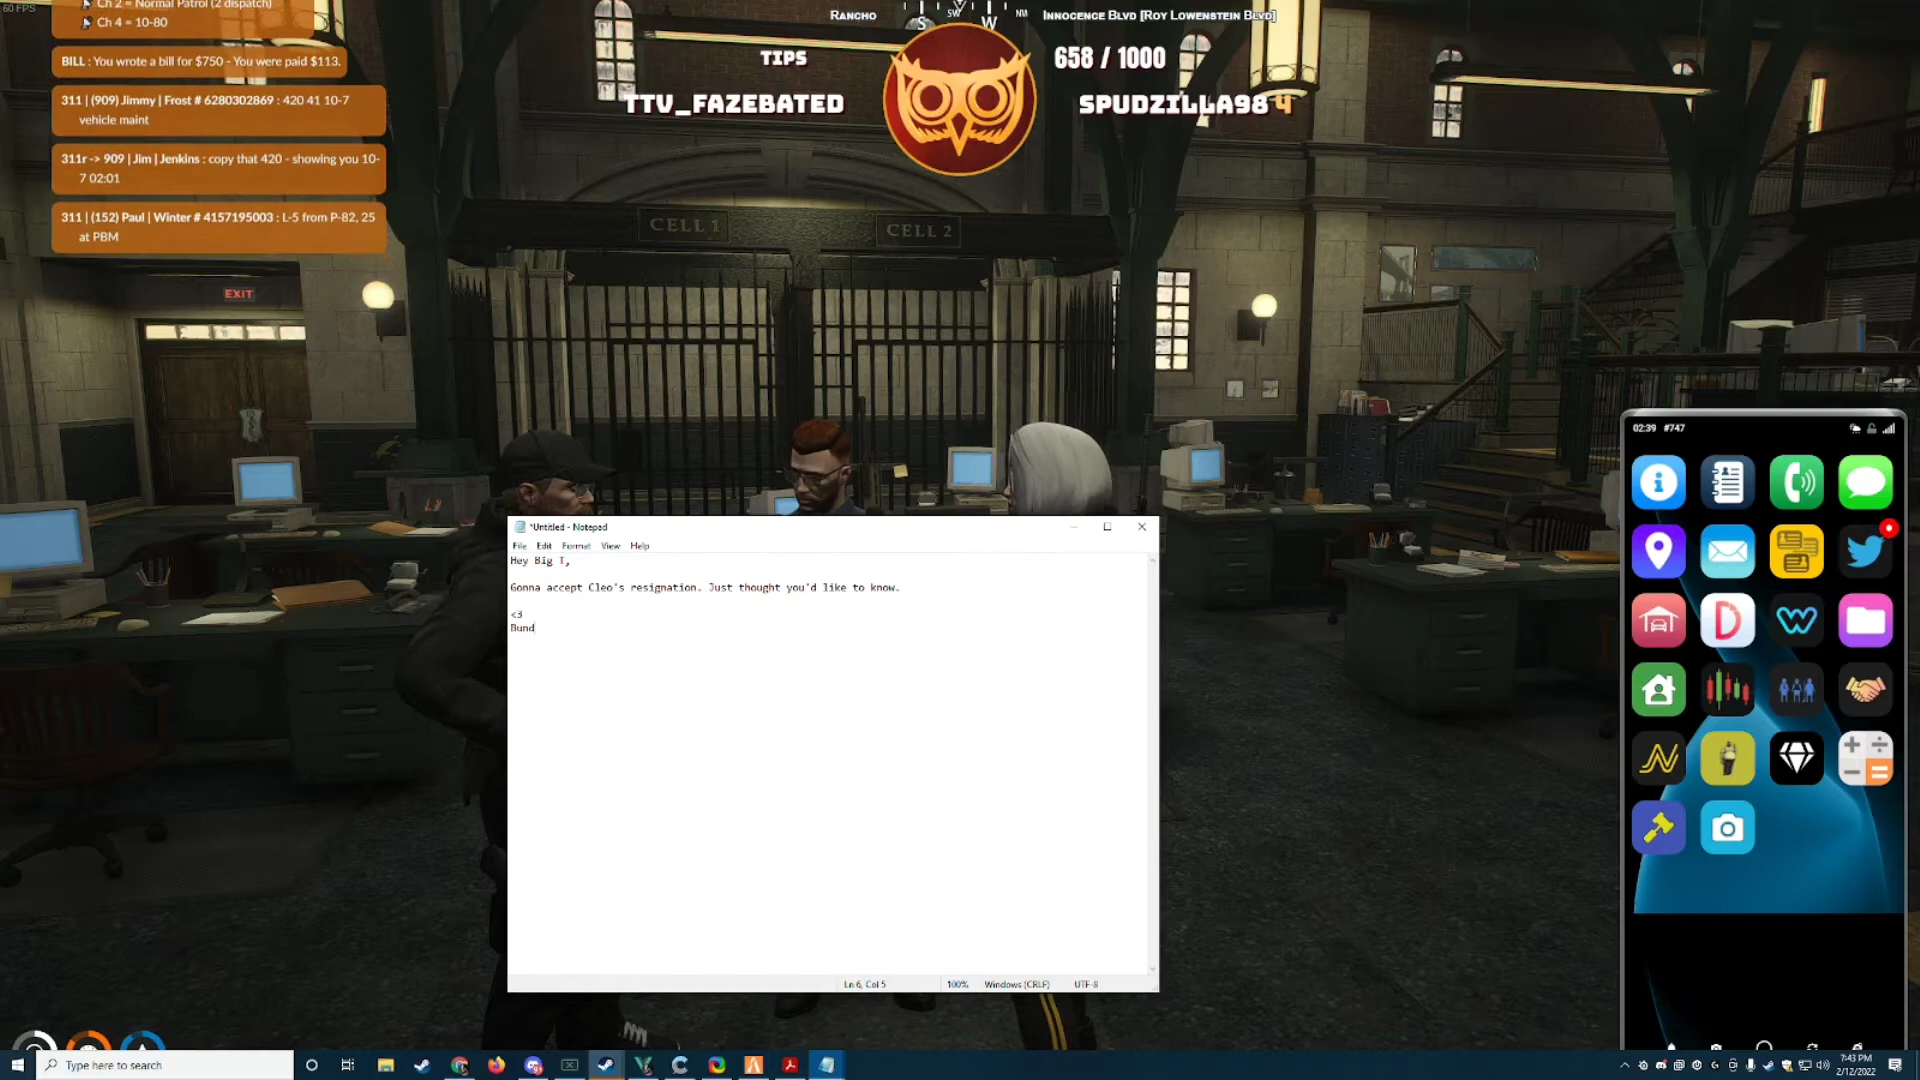 60 FPS
Ch 2 = Normal Patrol (2 dispatch)
Ch 4 = 10-80
BILL : You wrote a bill for $750 - You were paid $113.
311 | (909) Jimmy | Frost # 6280302869 : 420 41 10-7
vehicle maint
311r -> 909 | Jim | Jenkins : copy that 420 - showing you 10-
7 02:01
311 | (152) Paul | Winter # 4157195003 : L-5 from P-82, 25
at PBM
Rancho
S
SW
W
Innocence Blvd [Roy Lowenstein Blvd]
TIPS
658 / 1000
TTV_FAZEBATED
SPUDZILLA98 4
CELL 1
CELL 2
EXIT
*Untitled - Notepad
File Edit Format View Help
Hey Big T,
Gonna accept Cleo's resignation. Just thought you'd like to know.
<3
Bund
Ln 6, Col 5
100%
Windows (CRLF)
UTF-8
02:39 #747
Type here to search
7:43 PM
2/12/2022